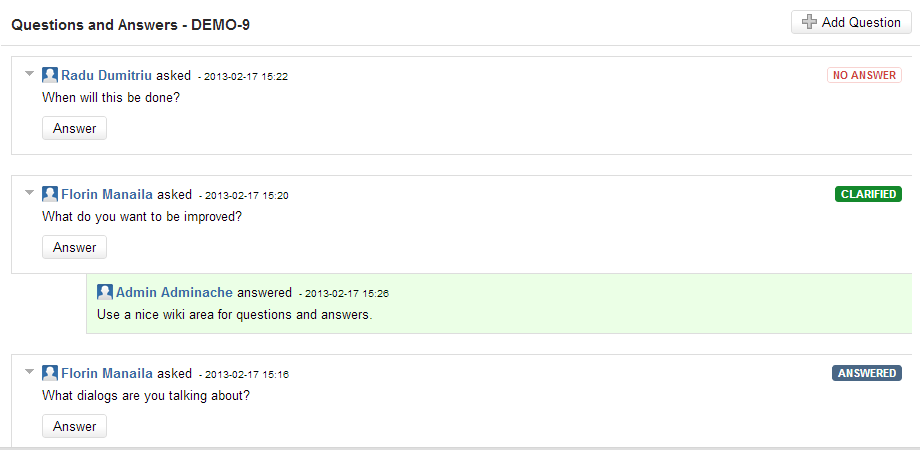 Questions and Answers - DEMO-9
Add Question
Radu Dumitriu asked - 2013-02-17 15:22
NO ANSWER
When will this be done?
Answer
Florin Manaila asked - 2013-02-17 15:20
CLARIFIED
What do you want to be improved?
Answer
Admin Adminache answered - 2013-02-17 15:26
Use a nice wiki area for questions and answers.
Florin Manaila asked - 2013-02-17 15:16
ANSWERED
What dialogs are you talking about?
Answer